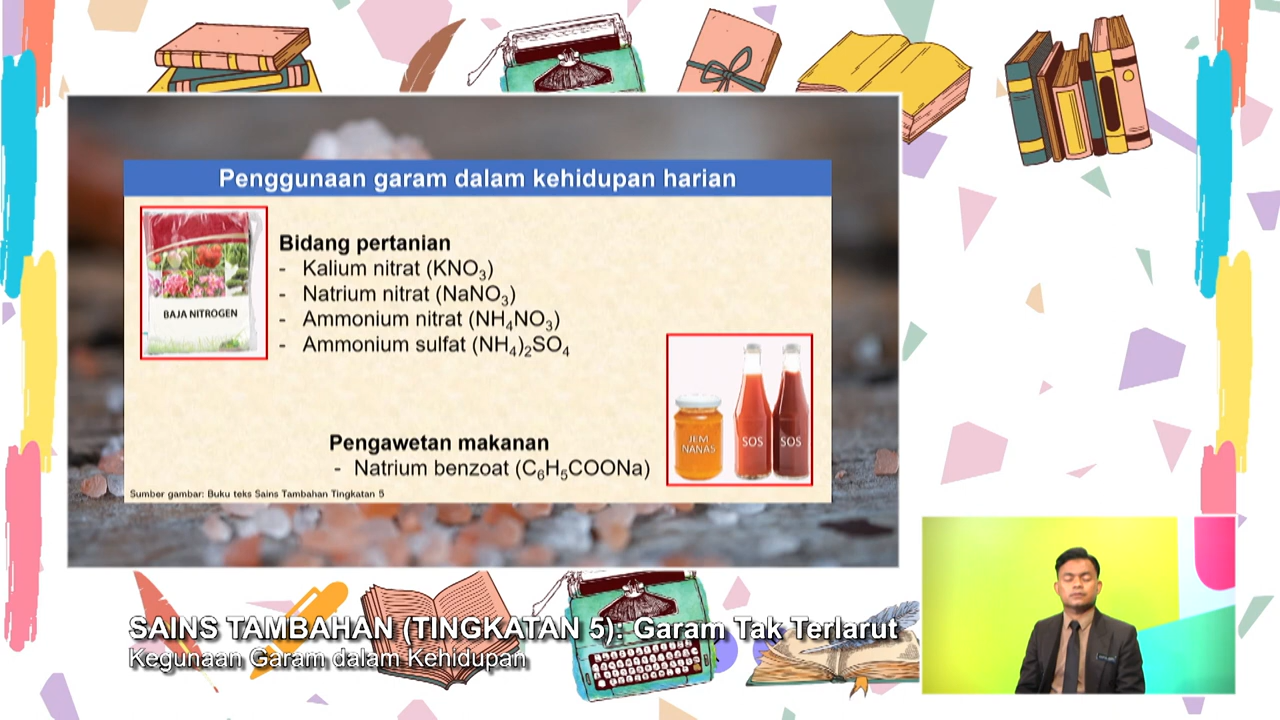 Penggunaan garam dalam kehidupan harian
BAJA NITROGEN
Bidang pertanian
- Kalium nitrat (KNO₃)
- Natrium nitrat (NaNO₃)
- Ammonium nitrat (NH₄NO₃)
- Ammonium sulfat (NH₄)₂SO₄
JEM
NANAS
SOS
SOS
Pengawetan makanan
- Natrium benzoat (C₆H₅COONa)
Sumber gambar: Buku teks Sains Tambahan Tingkatan 5
SAINS TAMBAHAN (TINGKATAN 5): Garam Tak Terlarut
Kegunaan Garam dalam Kehidupan